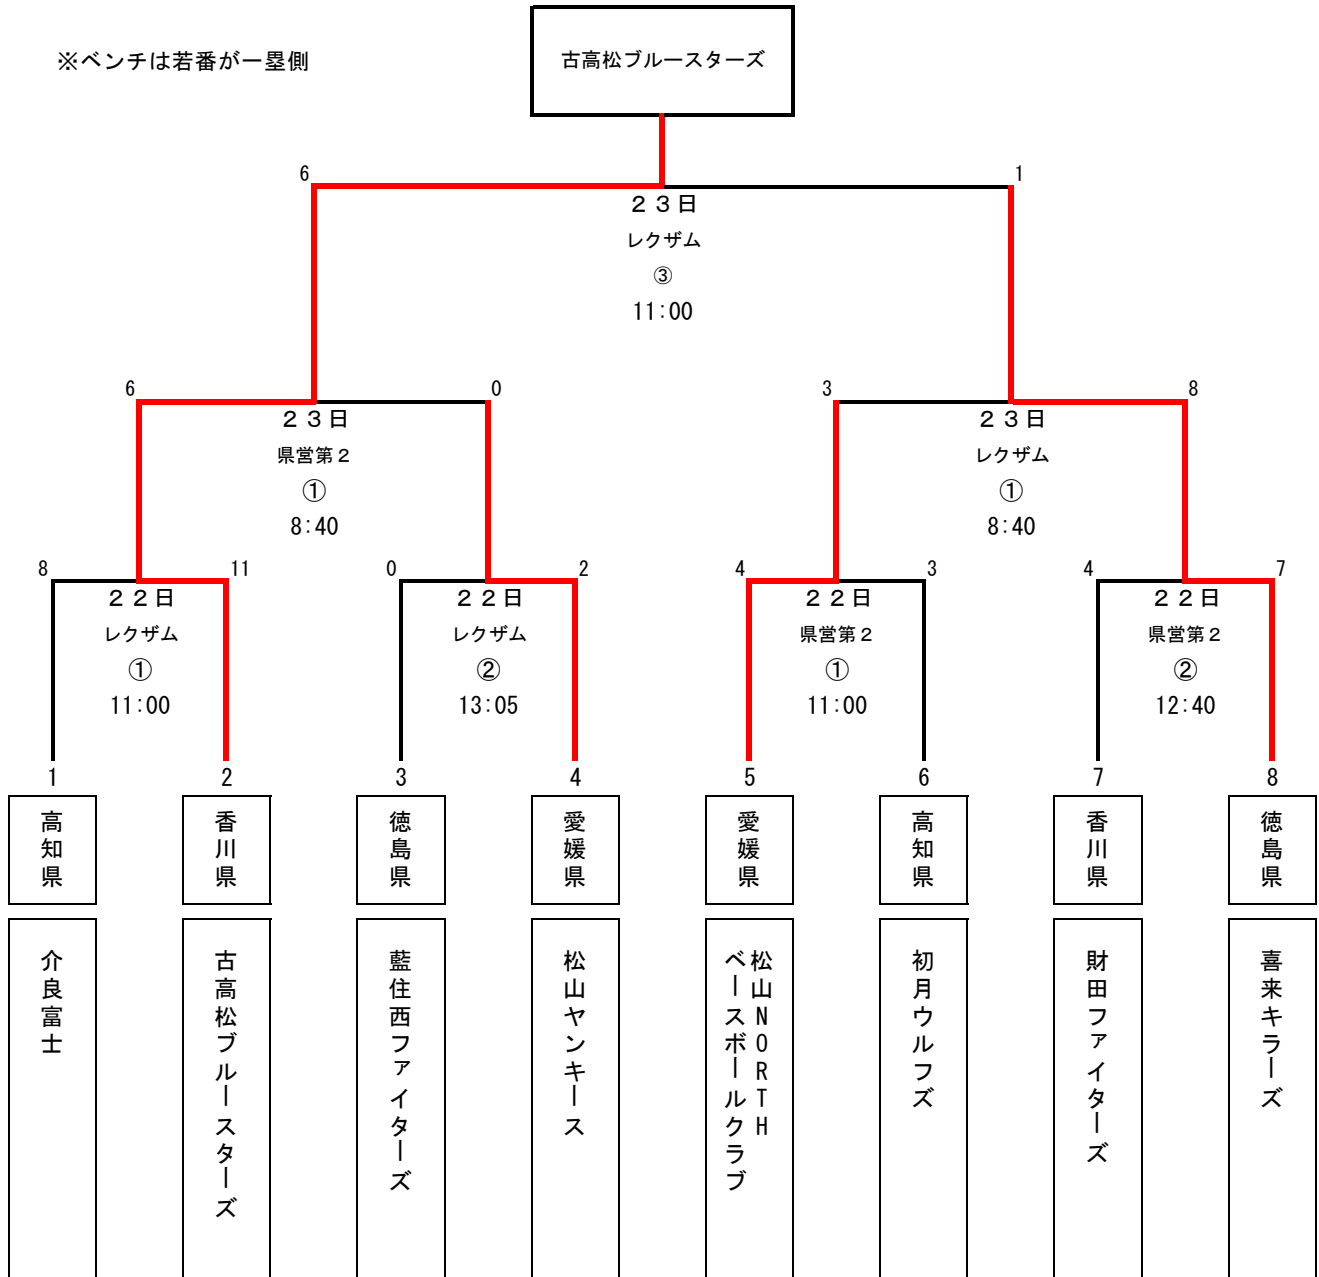 ※ベンチは若番が一塁側
古高松ブルースターズ
6
1
２３日
レクザム
③
11:00
6
0
２３日
県営第２
①
8:40
3
8
２３日
レクザム
①
8:40
8
11
２２日
レクザム
①
11:00
0
2
２２日
レクザム
②
13:05
4
3
２２日
県営第２
①
11:00
4
7
２２日
県営第２
②
12:40
1
2
3
4
5
6
7
8
高知県
香川県
徳島県
愛媛県
愛媛県
高知県
香川県
徳島県
介良富士
古高松ブルースターズ
藍住西ファイターズ
松山ヤンキース
松山NORTH
ベースボールクラブ
初月ウルフズ
財田ファイターズ
喜来キラーズ